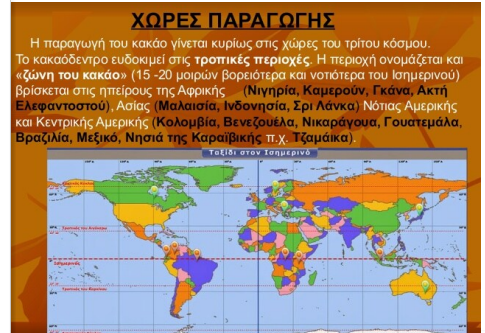 ΧΩΡΕΣ ΠΑΡΑΓΩΓΗΣ
Η παραγωγή του κακάο γίνεται κυρίως στις χώρες του τρίτου κόσμου.
Το κακαόδεντρο ευδοκιμεί στις τροπικές περιοχές. Η περιοχή ονομάζεται και
«ζώνη του κακάο» (15 -20 μοιρών βορειότερα και νοτιότερα του Ισημερινού)
βρίσκεται στις ηπείρους της Αφρικής (Νιγηρία, Καμερούν, Γκάνα, Ακτή
Ελεφαντοστού), Ασίας (Μαλαισία, Ινδονησία, Σρι Λάνκα) Νότιας Αμερικής
και Κεντρικής Αμερικής (Κολομβία, Βενεζουέλα, Νικαράγουα, Γουατεμάλα,
Βραζιλία, Μεξικό, Νησιά της Καραϊβικής π.χ. Τζαμάικα).
Ταξίδι στον Ισημερινό